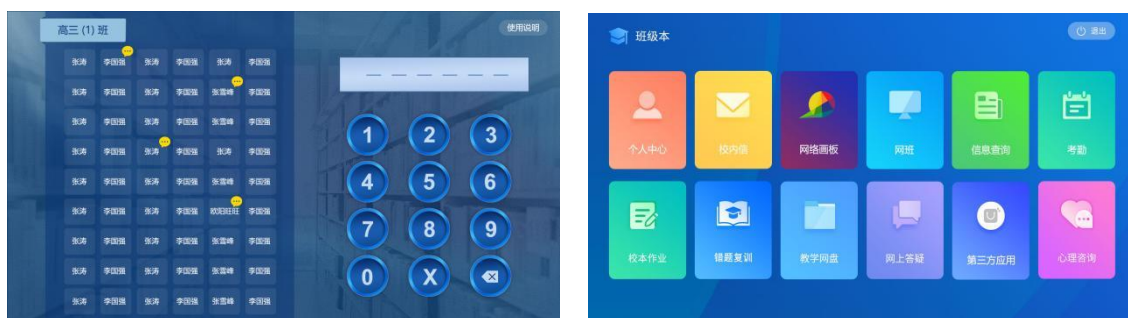 高三 (1) 班
使用说明
张涛 李国强 张涛 李国强 张涛 李国强
张涛 李国强 张涛 李国强 张雪峰 李国强
张涛 李国强 张涛 李国强 张雪峰 李国强
张涛 李国强 张涛 李国强 张涛 李国强
张涛 李国强 张涛 李国强 张雪峰 李国强
张涛 李国强 张涛 李国强 欧阳旺旺 李国强
张涛 李国强 张涛 李国强 张雪峰 李国强
张涛 李国强 张涛 李国强 张雪峰 李国强
张涛 李国强 张涛 李国强 张雪峰 李国强
1 2 3
4 5 6
7 8 9
0 X
班级本
退出
个人中心 校内信 网络画板 网班 信息查询 考勤
校本作业 错题复训 教学网盘 网上答疑 第三方应用 心理咨询